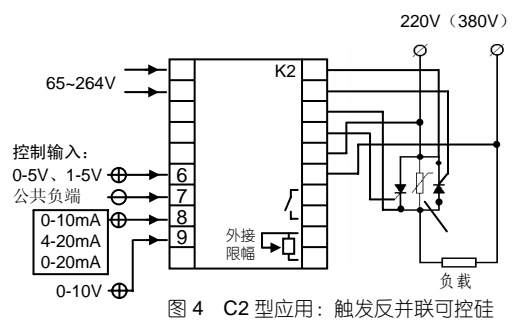 220V（380V）
K2
65~264V
控制输入：
0-5V、1-5V
6
公共负端
7
0-10mA
8
4-20mA
9
0-20mA
外接
限幅
0-10V
负载
图 4 C2 型应用：触发反并联可控硅